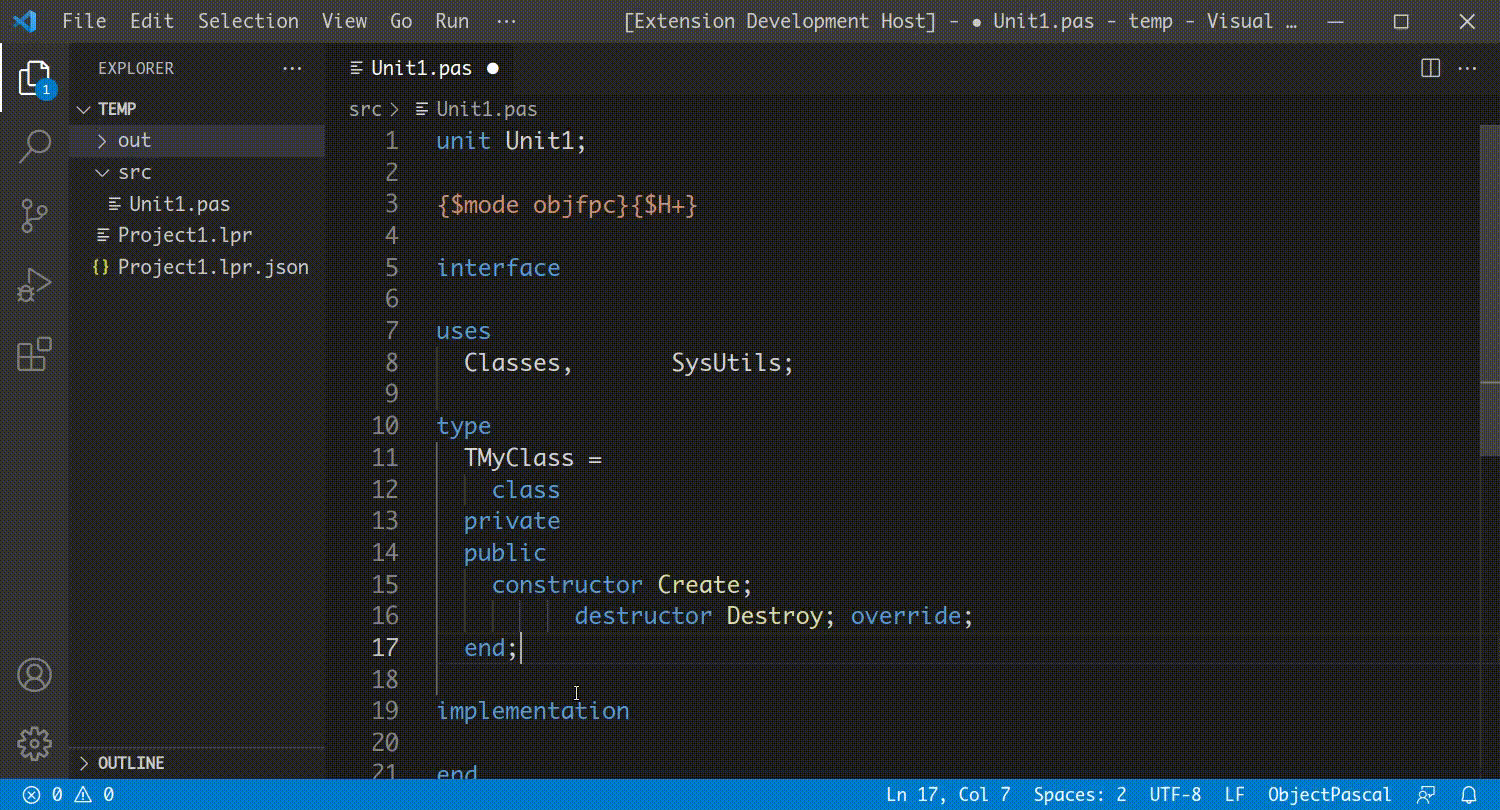 File Edit Selection View Go Run ··· [Extension Development Host] - ● Unit1.pas - temp - Visual …
EXPLORER ···
1
TEMP
out
src
Unit1.pas
Project1.lpr
{} Project1.lpr.json
OUTLINE
Unit1.pas ●
src > Unit1.pas
1 unit Unit1;
2
3 {$mode objfpc}{$H+}
4
5 interface
6
7 uses
8   Classes,       SysUtils;
9
10 type
11   TMyClass =
12     class
13   private
14   public
15     constructor Create;
16           destructor Destroy; override;
17   end;
18
19 implementation
20
21 end
0 0 Ln 17, Col 7 Spaces: 2 UTF-8 LF ObjectPascal